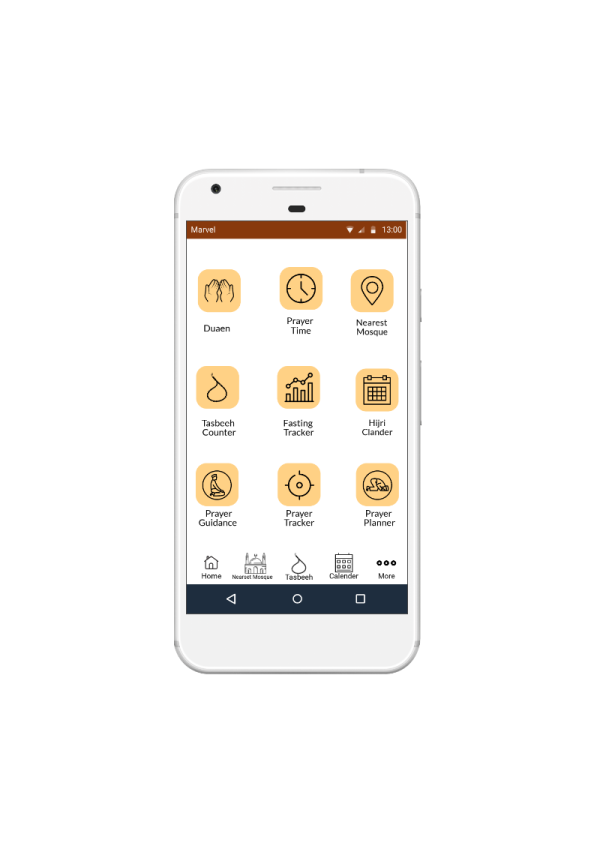 Marvel 13:00
Duaen
Prayer
Time
Nearest
Mosque
Tasbeeh
Counter
Fasting
Tracker
Hijri
Clander
Prayer
Guidance
Prayer
Tracker
Prayer
Planner
Home
Nearset Mosque
Tasbeeh
Calender
More